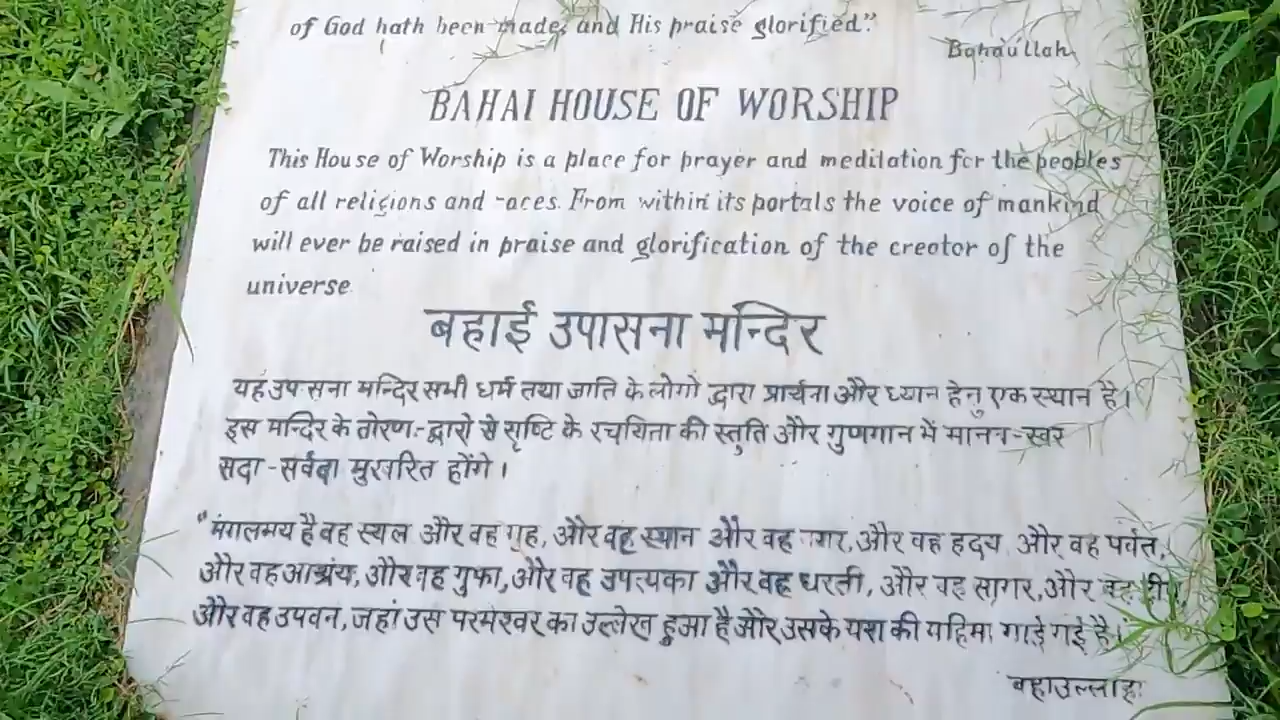 of God hath been made, and His praise glorified."
Bahá'u'llah
BAHAI HOUSE OF WORSHIP
This House of Worship is a place for prayer and meditation for the peoples
of all religions and races. From within its portals the voice of mankind
will ever be raised in praise and glorification of the creator of the
universe
बहाई उपासना मन्दिर
यह उपासना मन्दिर सभी धर्म तथा जाति के लोगो द्वारा प्रार्थना और ध्यान हेतु एक स्थान है।
इस मन्दिर के तोरण-द्वारो से सृष्टि के रचयिता की स्तुति और गुणगान में मानव-स्वर
सदा-सर्वदा मुखरित होंगे।
"मंगलमय है वह स्थल और वह गृह, और वह स्थान और वह नगर, और वह हृदय और वह पर्वत,
और वह आश्रय, और वह गुफा, और वह उपत्यका और वह धरती, और वह सागर, और वह
और वह उपवन, जहां उस परमेश्वर का उल्लेख हुआ है और उसके यश की महिमा गाई गई है।
बहाउल्लाह